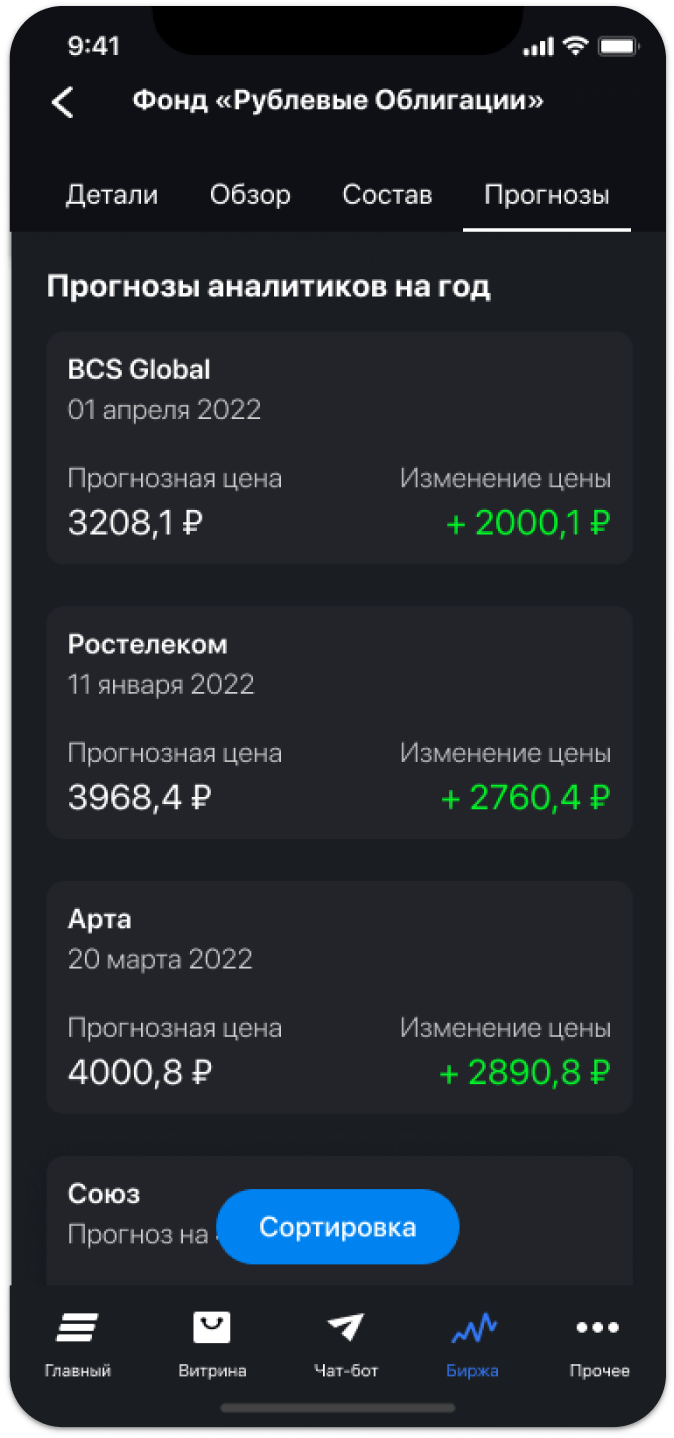 9:41
Фонд «Рублевые Облигации»
Детали Обзор Состав Прогнозы
Прогнозы аналитиков на год
BCS Global
01 апреля 2022
Прогнозная цена Изменение цены
3208,1 ₽ + 2000,1 ₽
Ростелеком
11 января 2022
Прогнозная цена Изменение цены
3968,4 ₽ + 2760,4 ₽
Арта
20 марта 2022
Прогнозная цена Изменение цены
4000,8 ₽ + 2890,8 ₽
Союз
Прогноз на
Сортировка
Главный Витрина Чат-бот Биржа Прочее